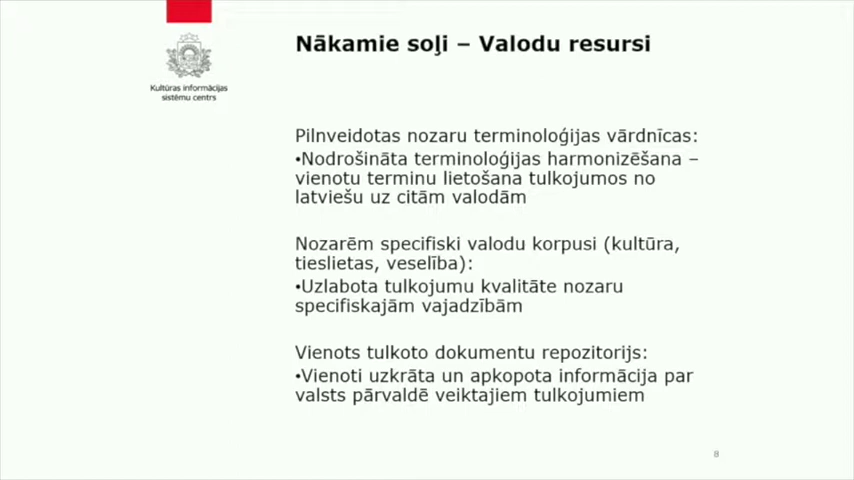 Nākamie soļi – Valodu resursi
Kultūras informācijas
sistēmu centrs
Pilnveidotas nozaru terminoloģijas vārdnīcas:
•Nodrošināta terminoloģijas harmonizēšana –
vienotu terminu lietošana tulkojumos no
latviešu uz citām valodām
Nozarēm specifiski valodu korpusi (kultūra,
tieslietas, veselība):
•Uzlabota tulkojumu kvalitāte nozaru
specifiskajām vajadzībām
Vienots tulkoto dokumentu repozitorijs:
•Vienoti uzkrāta un apkopota informācija par
valsts pārvaldē veiktajiem tulkojumiem
8